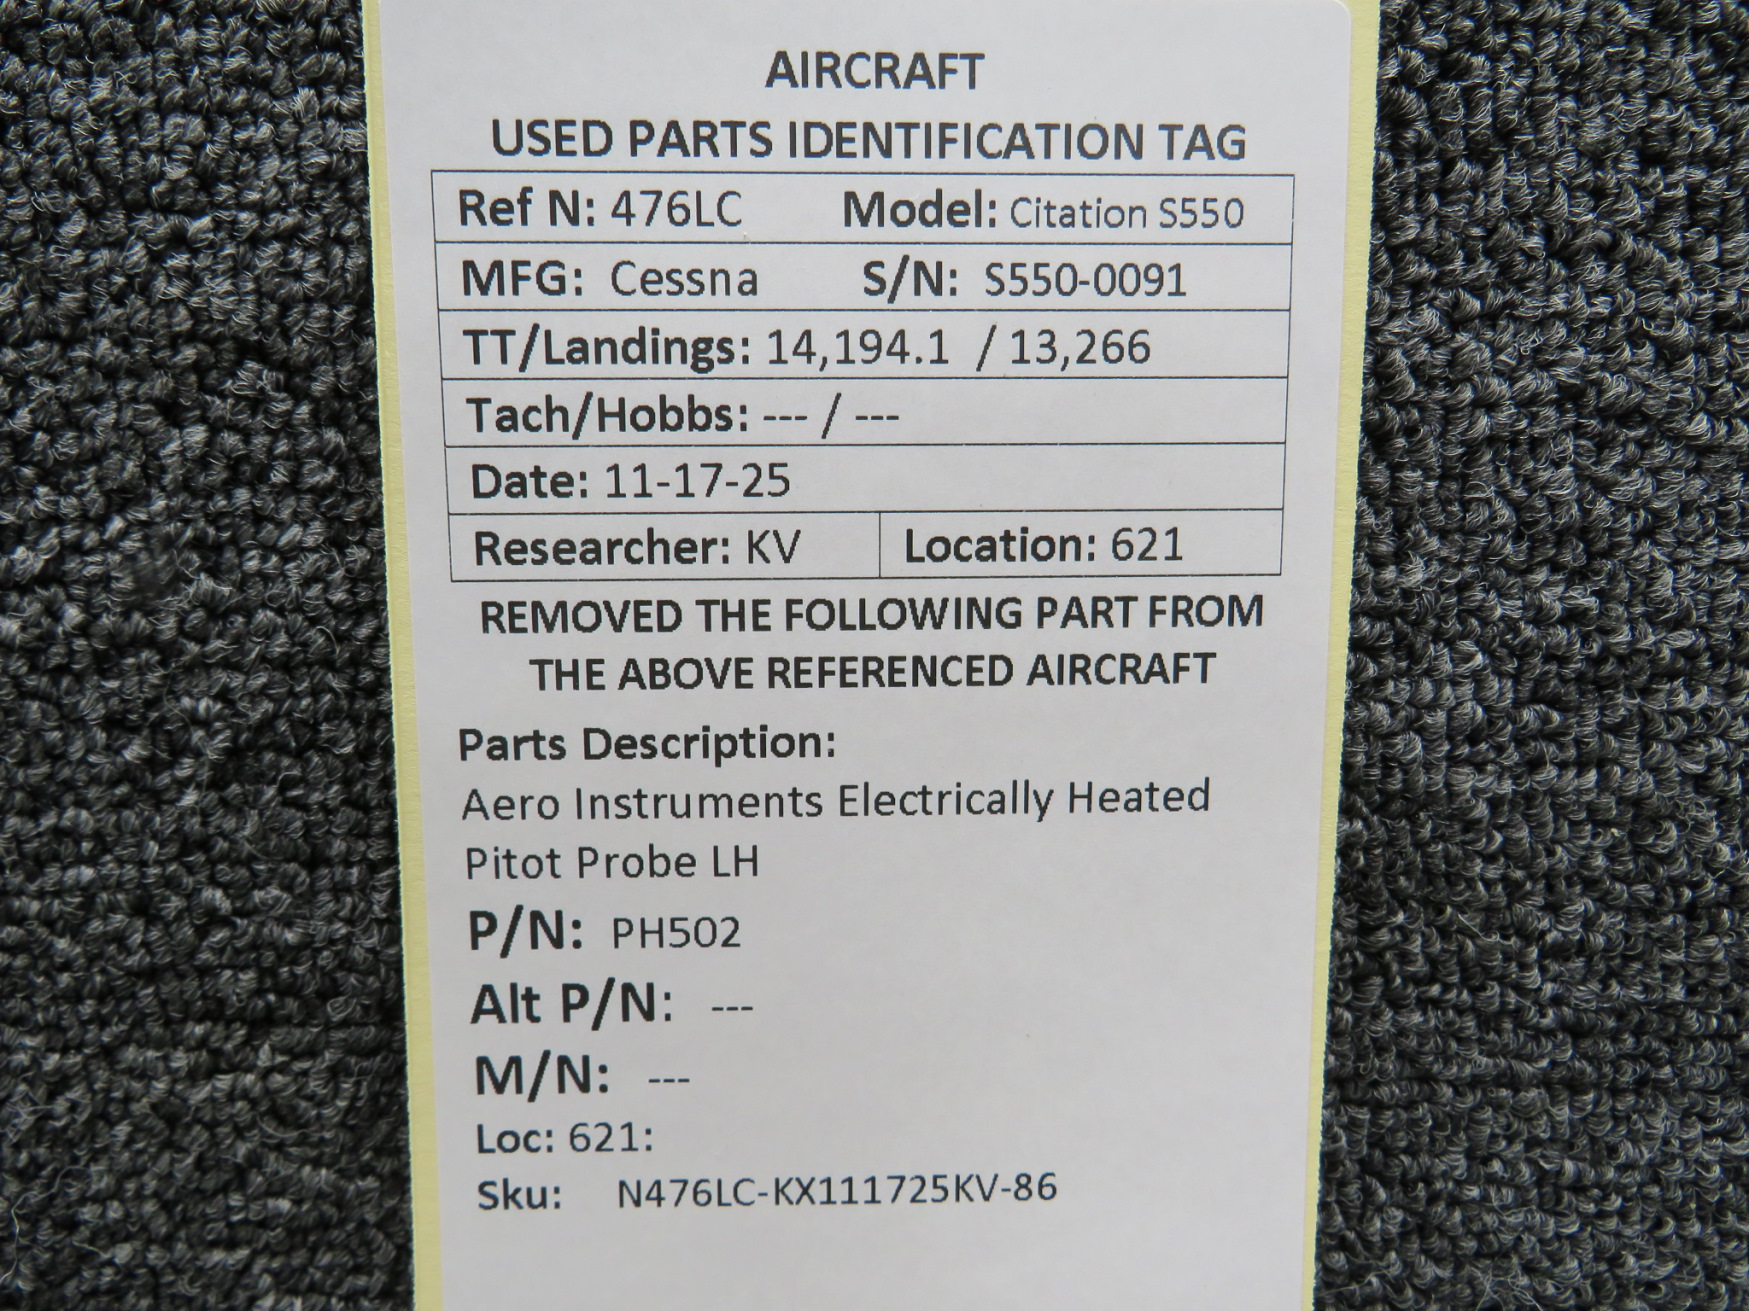 AIRCRAFT
USED PARTS IDENTIFICATION TAG
Ref N: 476LC Model: Citation S550
MFG: Cessna S/N: S550-0091
TT/Landings: 14,194.1 / 13,266
Tach/Hobbs: --- / ---
Date: 11-17-25
Researcher: KV Location: 621
REMOVED THE FOLLOWING PART FROM
THE ABOVE REFERENCED AIRCRAFT
Parts Description:
Aero Instruments Electrically Heated
Pitot Probe LH
P/N: PH502
Alt P/N: ---
M/N: ---
Loc: 621:
Sku: N476LC-KX111725KV-86